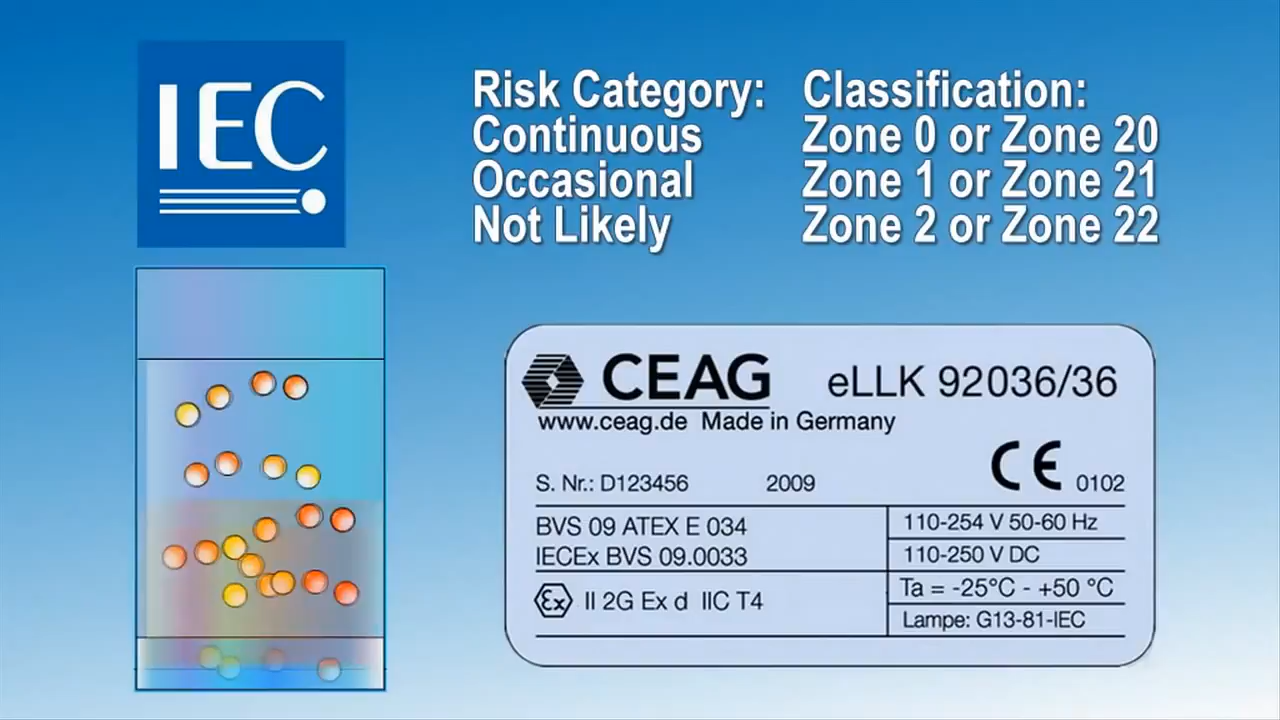 IEC
Risk Category: Classification:
Continuous Zone 0 or Zone 20
Occasional Zone 1 or Zone 21
Not Likely Zone 2 or Zone 22
CEAG eLLK 92036/36
www.ceag.de Made in Germany
S. Nr.: D123456 2009 CE 0102
BVS 09 ATEX E 034 110-254 V 50-60 Hz
IECEx BVS 09.0033 110-250 V DC
Ex II 2G Ex d IIC T4 Ta = -25°C - +50 °C
Lampe: G13-81-IEC